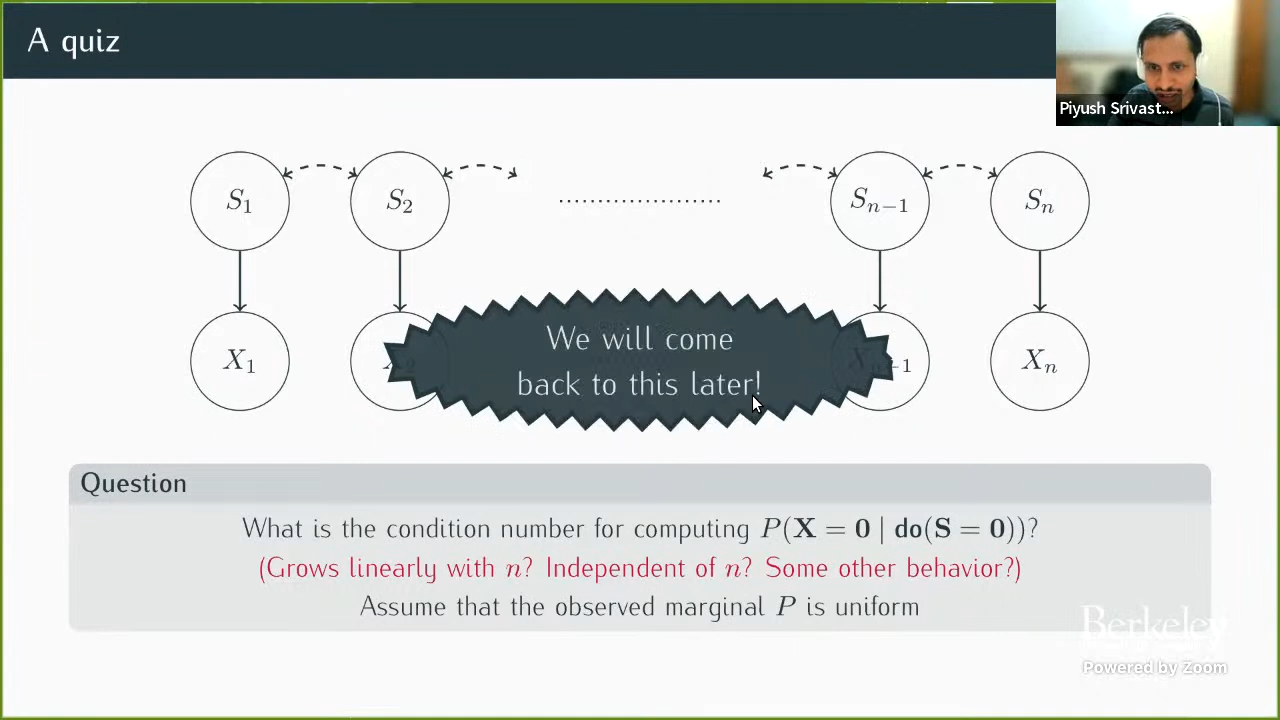 A quiz
Piyush Srivast...
S₁
S₂
Sₙ₋₁
Sₙ
X₁
Xₙ
We will come
back to this later!
Question
What is the condition number for computing P(X = 0 | do(S = 0))?
(Grows linearly with n? Independent of n? Some other behavior?)
Assume that the observed marginal P is uniform
Berkeley
Powered by Zoom